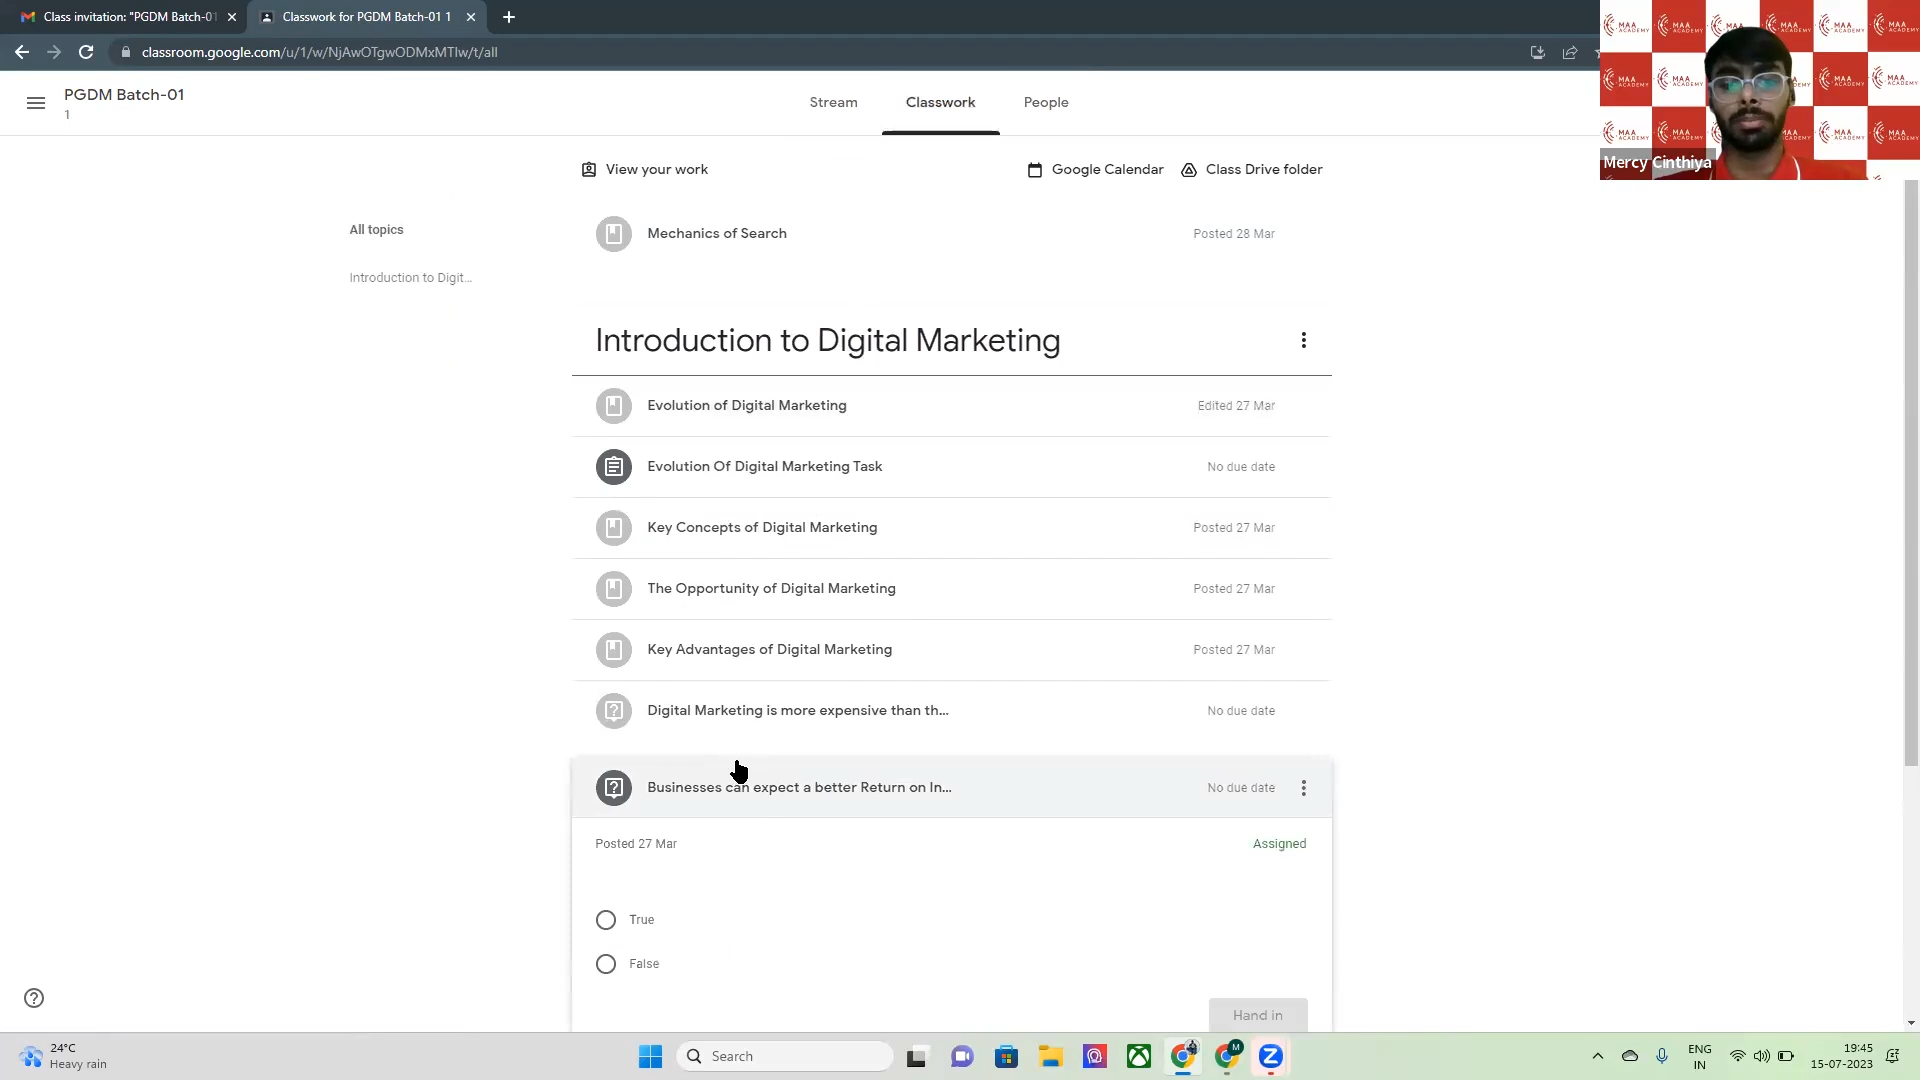 Class invitation: "PGDM Batch-01
Classwork for PGDM Batch-01 1
classroom.google.com/u/1/w/NjAwOTgwODMxMTIw/t/all
PGDM Batch-01
1
Stream
Classwork
People
MAA ACADEMY
Mercy Cinthiya
View your work
Google Calendar
Class Drive folder
All topics
Introduction to Digit...
Mechanics of Search
Posted 28 Mar
Introduction to Digital Marketing
Evolution of Digital Marketing
Edited 27 Mar
Evolution Of Digital Marketing Task
No due date
Key Concepts of Digital Marketing
Posted 27 Mar
The Opportunity of Digital Marketing
Posted 27 Mar
Key Advantages of Digital Marketing
Posted 27 Mar
Digital Marketing is more expensive than th...
No due date
Businesses can expect a better Return on In...
No due date
Posted 27 Mar
Assigned
True
False
Hand in
24°C
Heavy rain
Search
M
ENG
IN
19:45
15-07-2023